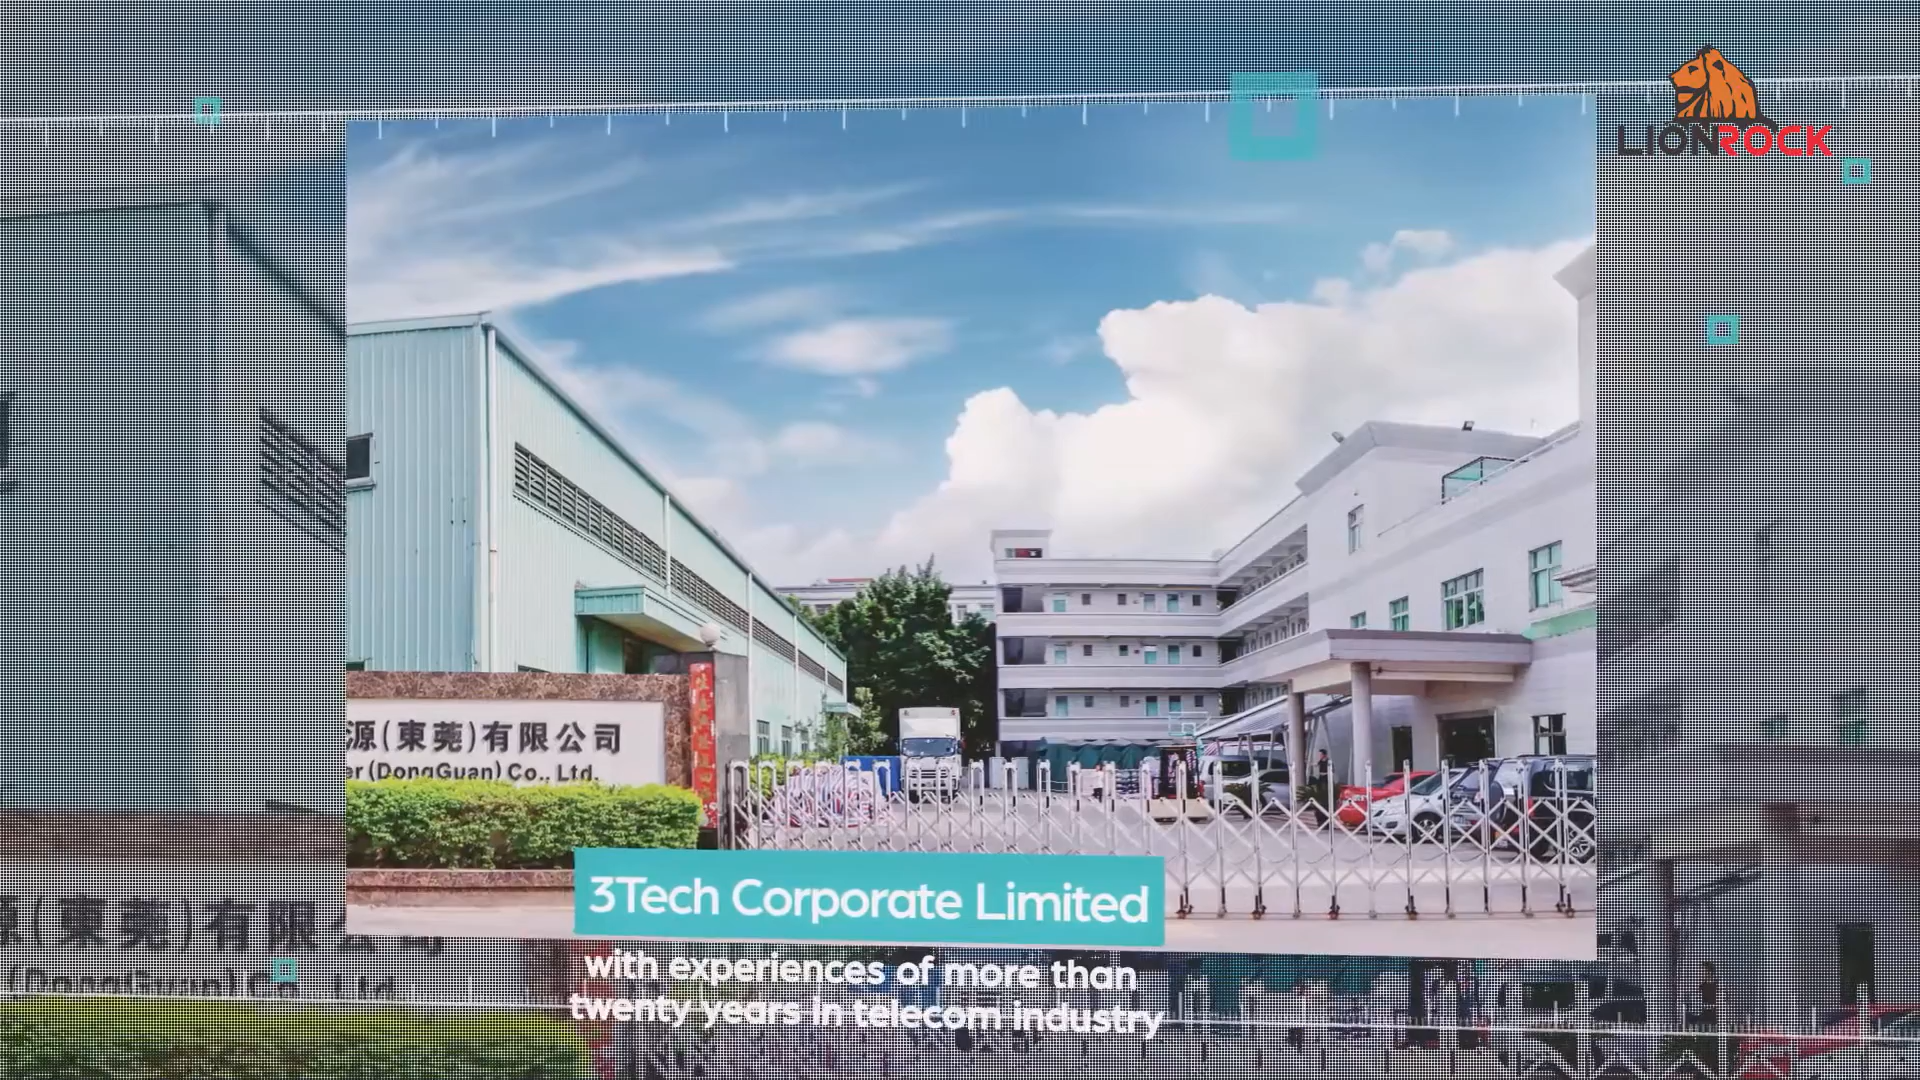 LIONROCK
源(東莞)有限公司
er (DongGuan) Co., Ltd.
3Tech Corporate Limited
with experiences of more than
twenty years in telecom industry